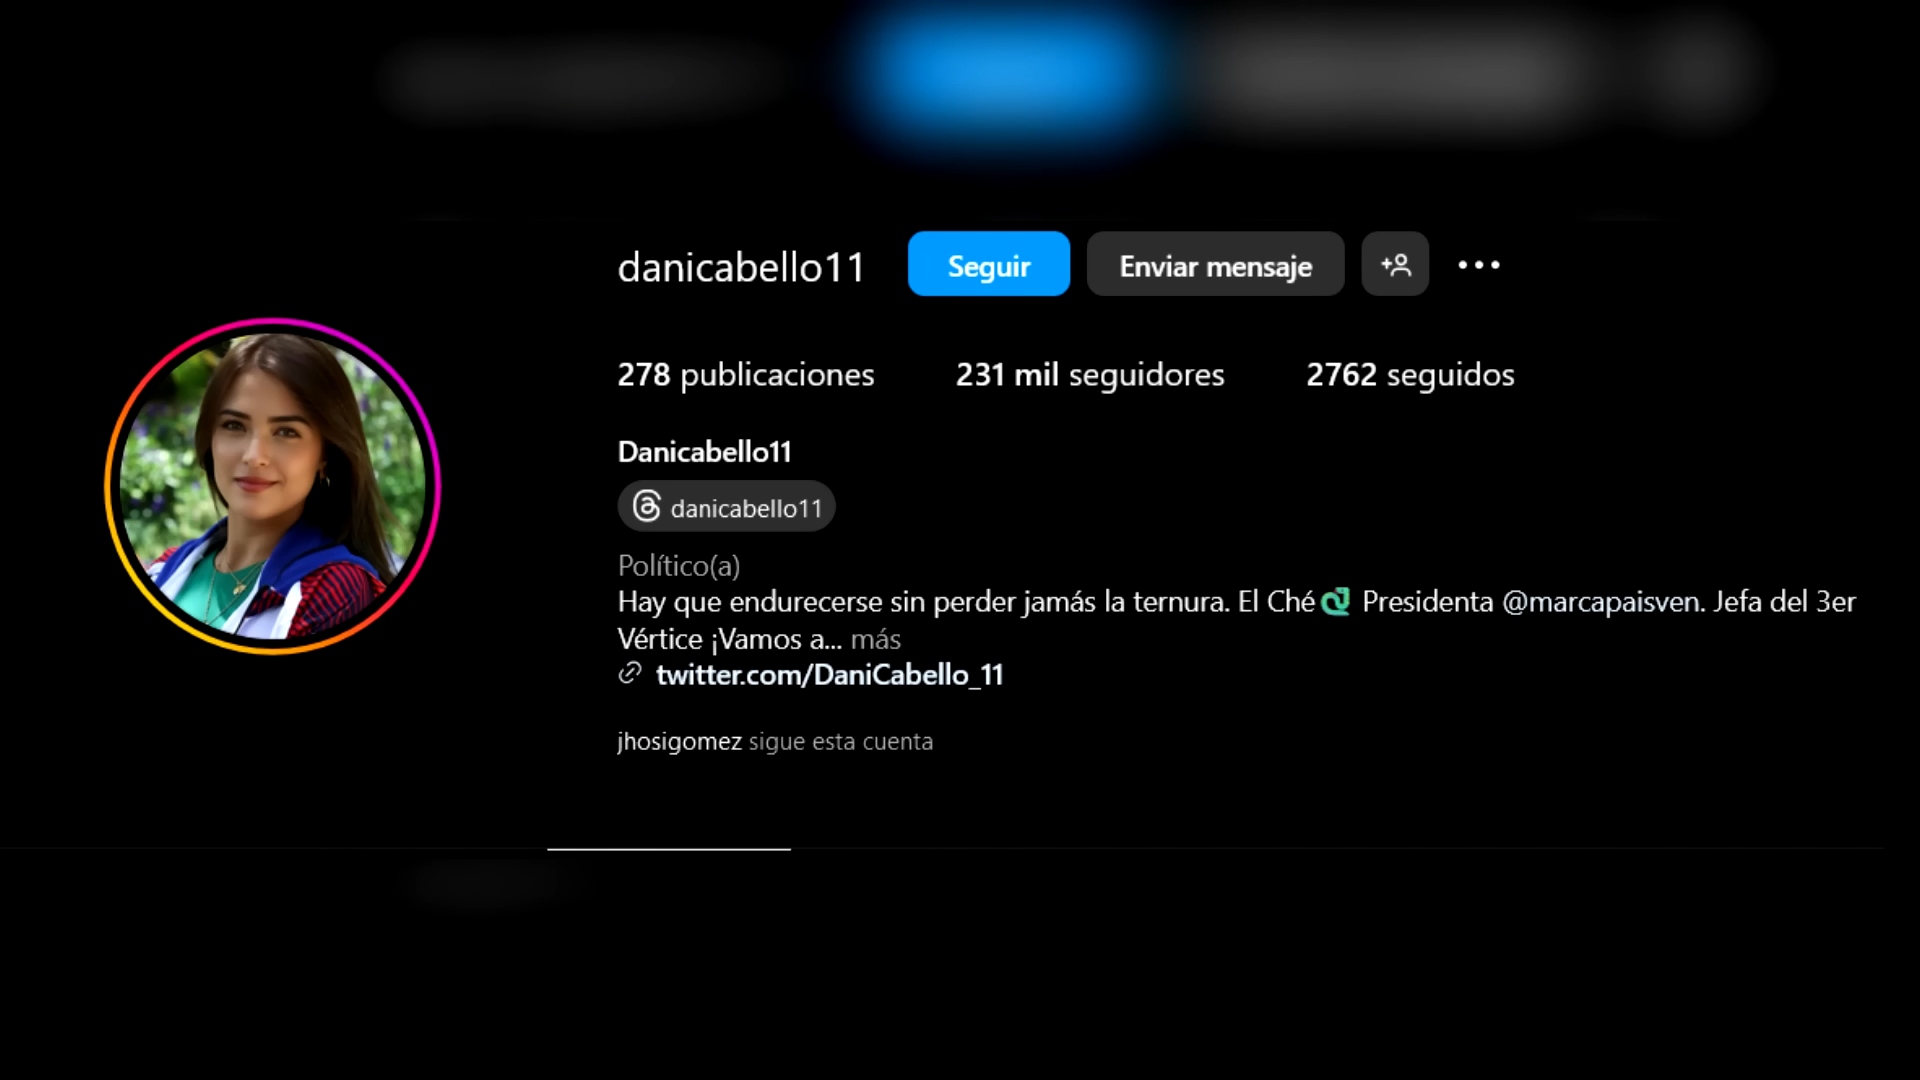 danicabello11 Seguir Enviar mensaje
278 publicaciones 231 mil seguidores 2762 seguidos
Danicabello11
danicabello11
Político(a)
Hay que endurecerse sin perder jamás la ternura. El Ché Presidenta @marcapaisven. Jefa del 3er
Vértice ¡Vamos a... más
twitter.com/DaniCabello_11
jhosigomez sigue esta cuenta